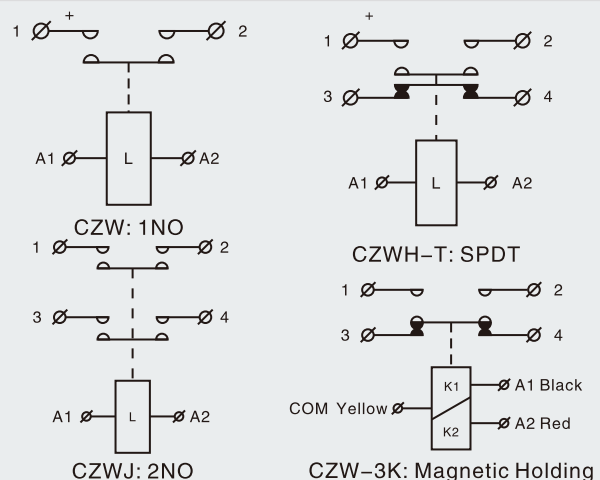 +
1 2
A1 L A2
CZW: 1NO
+
1 2
3 4
A1 L A2
CZWH-T: SPDT
1 2
3 4
A1 L A2
CZWJ: 2NO
1 2
3 4
K1 A1 Black
COM Yellow
K2 A2 Red
CZW-3K: Magnetic Holding